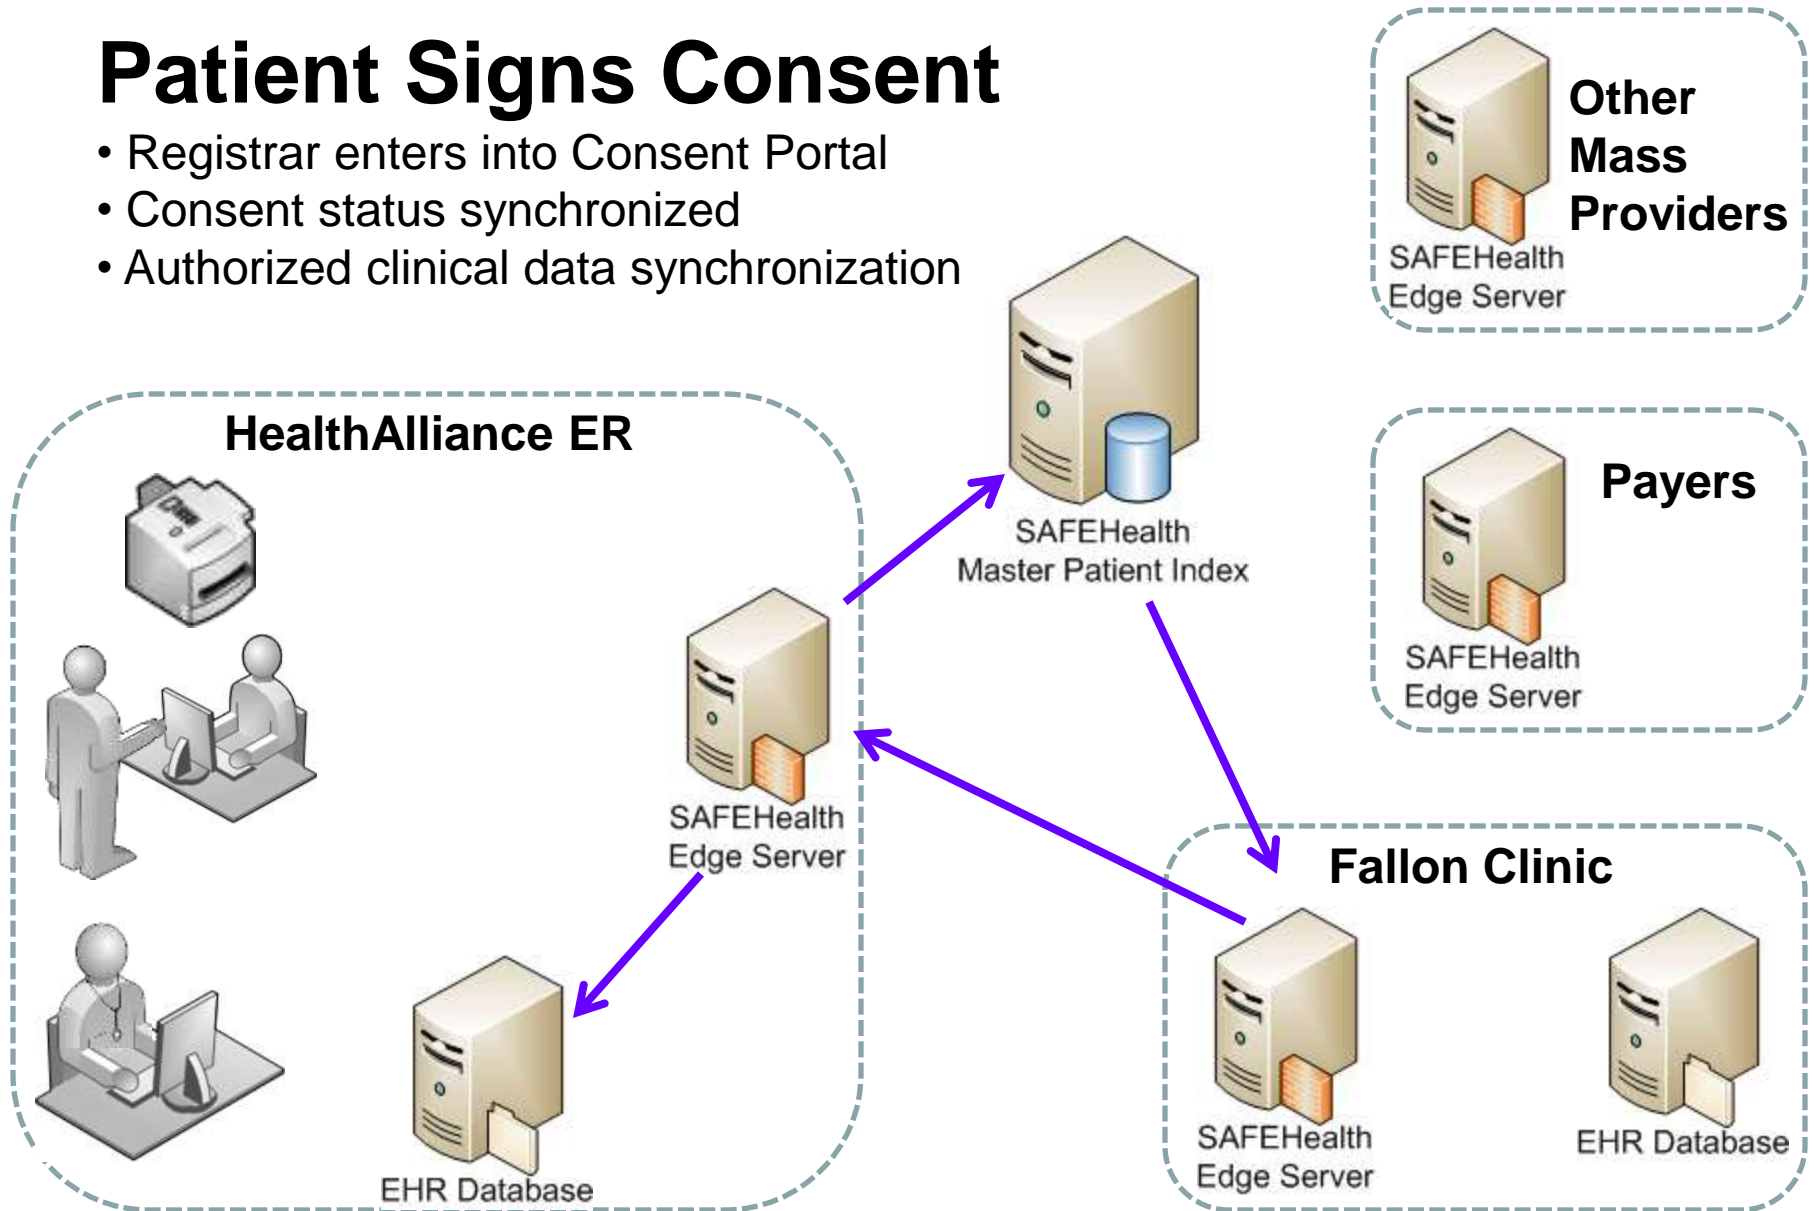 Patient Signs Consent
• Registrar enters into Consent Portal
• Consent status synchronized
• Authorized clinical data synchronization
Other
Mass
Providers
SAFEHealth
Edge Server
SAFEHealth
Master Patient Index
HealthAlliance ER
SAFEHealth
Edge Server
EHR Database
Payers
SAFEHealth
Edge Server
Fallon Clinic
SAFEHealth
Edge Server
EHR Database